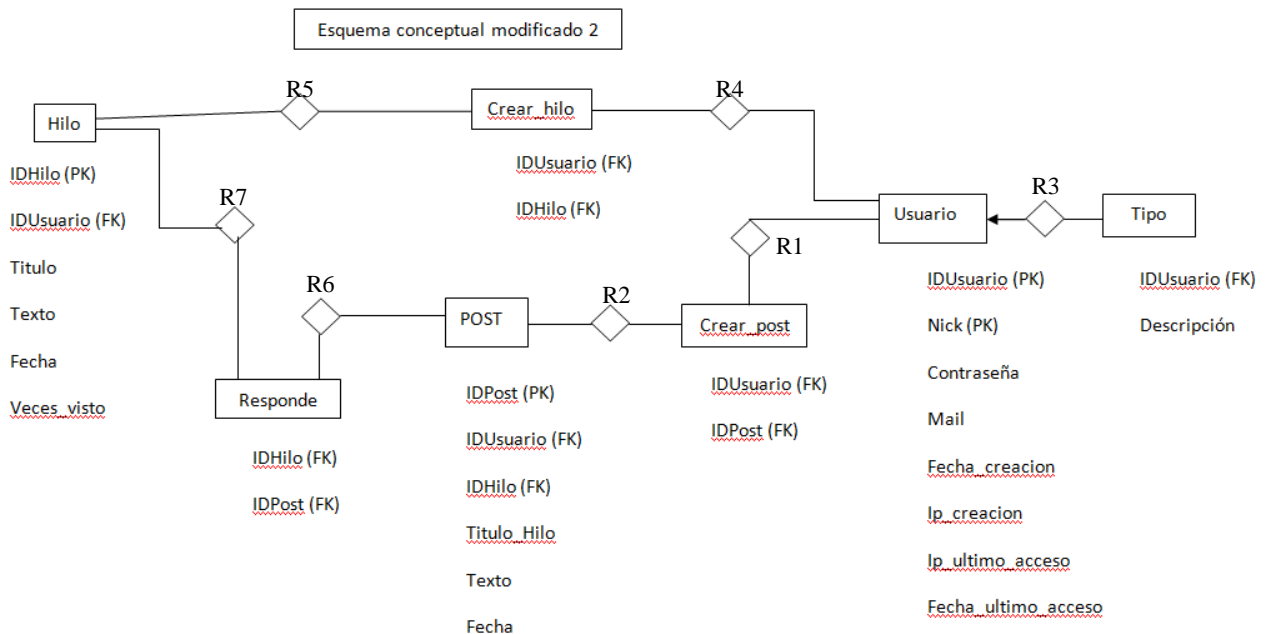 Esquema conceptual modificado 2
R5
R4
Hilo
Crear_hilo
IDHilo (PK)
IDUsuario (FK)
Titulo
Texto
Fecha
Veces_visto
IDUsuario (FK)
IDHilo (FK)
R7
R3
Usuario
Tipo
R1
IDUsuario (PK)
Nick (PK)
Contraseña
Mail
Fecha_creacion
Ip_creacion
Ip_ultimo_acceso
Fecha_ultimo_acceso
IDUsuario (FK)
Descripción
R6
R2
POST
Crear_post
Responde
IDHilo (FK)
IDPost (FK)
IDPost (PK)
IDUsuario (FK)
IDHilo (FK)
Titulo_Hilo
Texto
Fecha
IDUsuario (FK)
IDPost (FK)